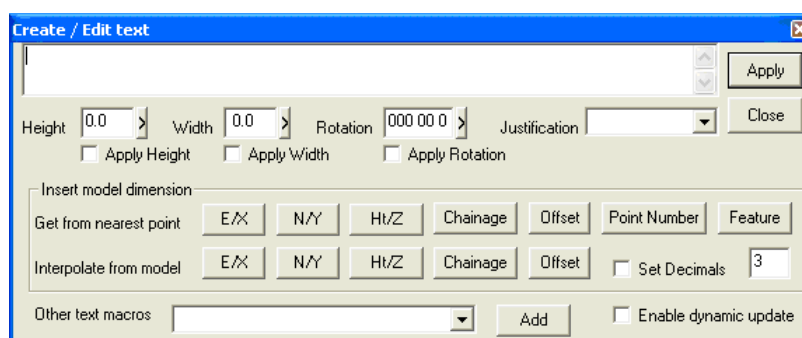 Create / Edit text
Apply
Height 0.0 > Width 0.0 > Rotation 000 00 0 > Justification Close
Apply Height Apply Width Apply Rotation
Insert model dimension
Get from nearest point E/X N/Y Ht/Z Chainage Offset Point Number Feature
Interpolate from model E/X N/Y Ht/Z Chainage Offset Set Decimals 3
Other text macros Add Enable dynamic update